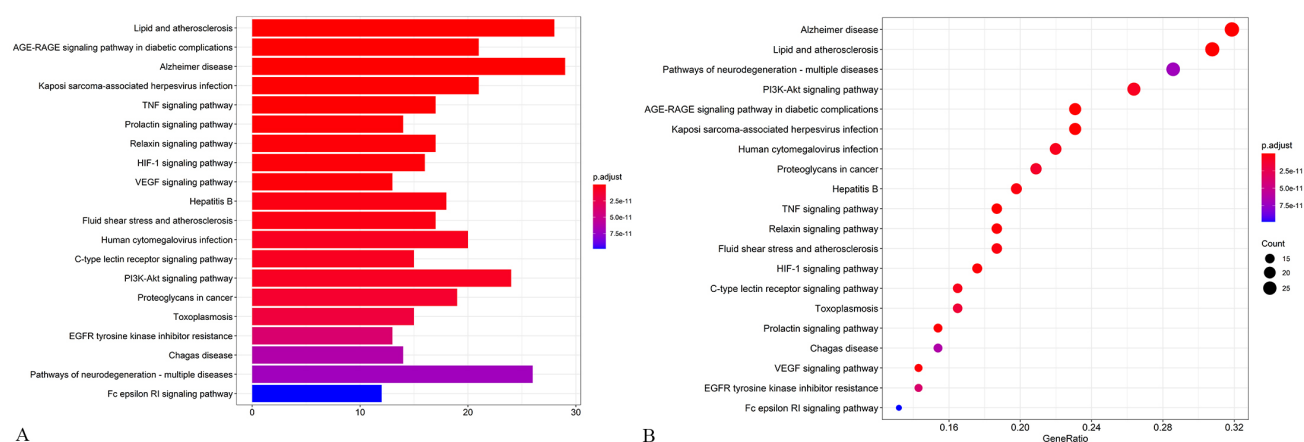 Lipid and atherosclerosis
AGE-RAGE signaling pathway in diabetic complications
Alzheimer disease
Kaposi sarcoma-associated herpesvirus infection
TNF signaling pathway
Prolactin signaling pathway
Relaxin signaling pathway
HIF-1 signaling pathway
VEGF signaling pathway
Hepatitis B
Fluid shear stress and atherosclerosis
Human cytomegalovirus infection
C-type lectin receptor signaling pathway
PI3K-Akt signaling pathway
Proteoglycans in cancer
Toxoplasmosis
EGFR tyrosine kinase inhibitor resistance
Chagas disease
Pathways of neurodegeneration - multiple diseases
Fc epsilon RI signaling pathway
0 10 20 30
p.adjust
2.5e-11
5.0e-11
7.5e-11
A
Alzheimer disease
Lipid and atherosclerosis
Pathways of neurodegeneration - multiple diseases
PI3K-Akt signaling pathway
AGE-RAGE signaling pathway in diabetic complications
Kaposi sarcoma-associated herpesvirus infection
Human cytomegalovirus infection
Proteoglycans in cancer
Hepatitis B
TNF signaling pathway
Relaxin signaling pathway
Fluid shear stress and atherosclerosis
HIF-1 signaling pathway
C-type lectin receptor signaling pathway
Toxoplasmosis
Prolactin signaling pathway
Chagas disease
VEGF signaling pathway
EGFR tyrosine kinase inhibitor resistance
Fc epsilon RI signaling pathway
0.16 0.20 0.24 0.28 0.32
GeneRatio
p.adjust
2.5e-11
5.0e-11
7.5e-11
Count
15
20
25
B